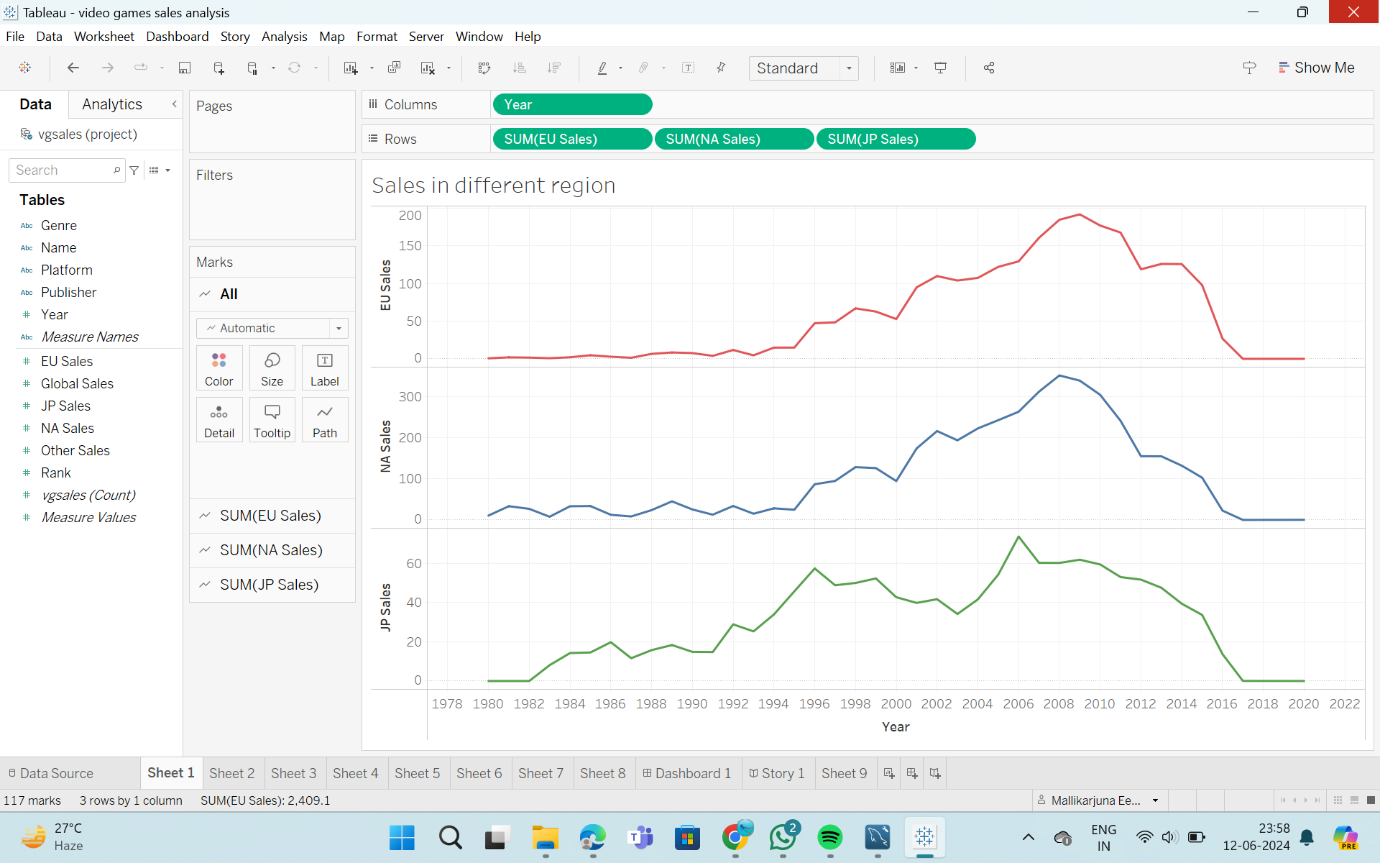 Tableau - video games sales analysis
File Data Worksheet Dashboard Story Analysis Map Format Server Window Help
Standard
Show Me
Data
Analytics
vgsales (project)
Search
Tables
Abc Genre
Abc Name
Abc Platform
Abc Publisher
# Year
Abc Measure Names
# EU Sales
# Global Sales
# JP Sales
# NA Sales
# Other Sales
# Rank
# vgsales (Count)
# Measure Values
Pages
Filters
Marks
All
Automatic
Color Size Label
Detail Tooltip Path
SUM(EU Sales)
SUM(NA Sales)
SUM(JP Sales)
Columns Year
Rows SUM(EU Sales) SUM(NA Sales) SUM(JP Sales)
Sales in different region
EU Sales
200
150
100
50
0
NA Sales
300
200
100
0
JP Sales
60
40
20
0
1978 1980 1982 1984 1986 1988 1990 1992 1994 1996 1998 2000 2002 2004 2006 2008 2010 2012 2014 2016 2018 2020 2022
Year
Data Source Sheet 1 Sheet 2 Sheet 3 Sheet 4 Sheet 5 Sheet 6 Sheet 7 Sheet 8 Dashboard 1 Story 1 Sheet 9
117 marks 3 rows by 1 column SUM(EU Sales): 2,409.1
Mallikarjuna Ee...
27°C
Haze
2
ENG
IN
23:58
12-06-2024
PRE